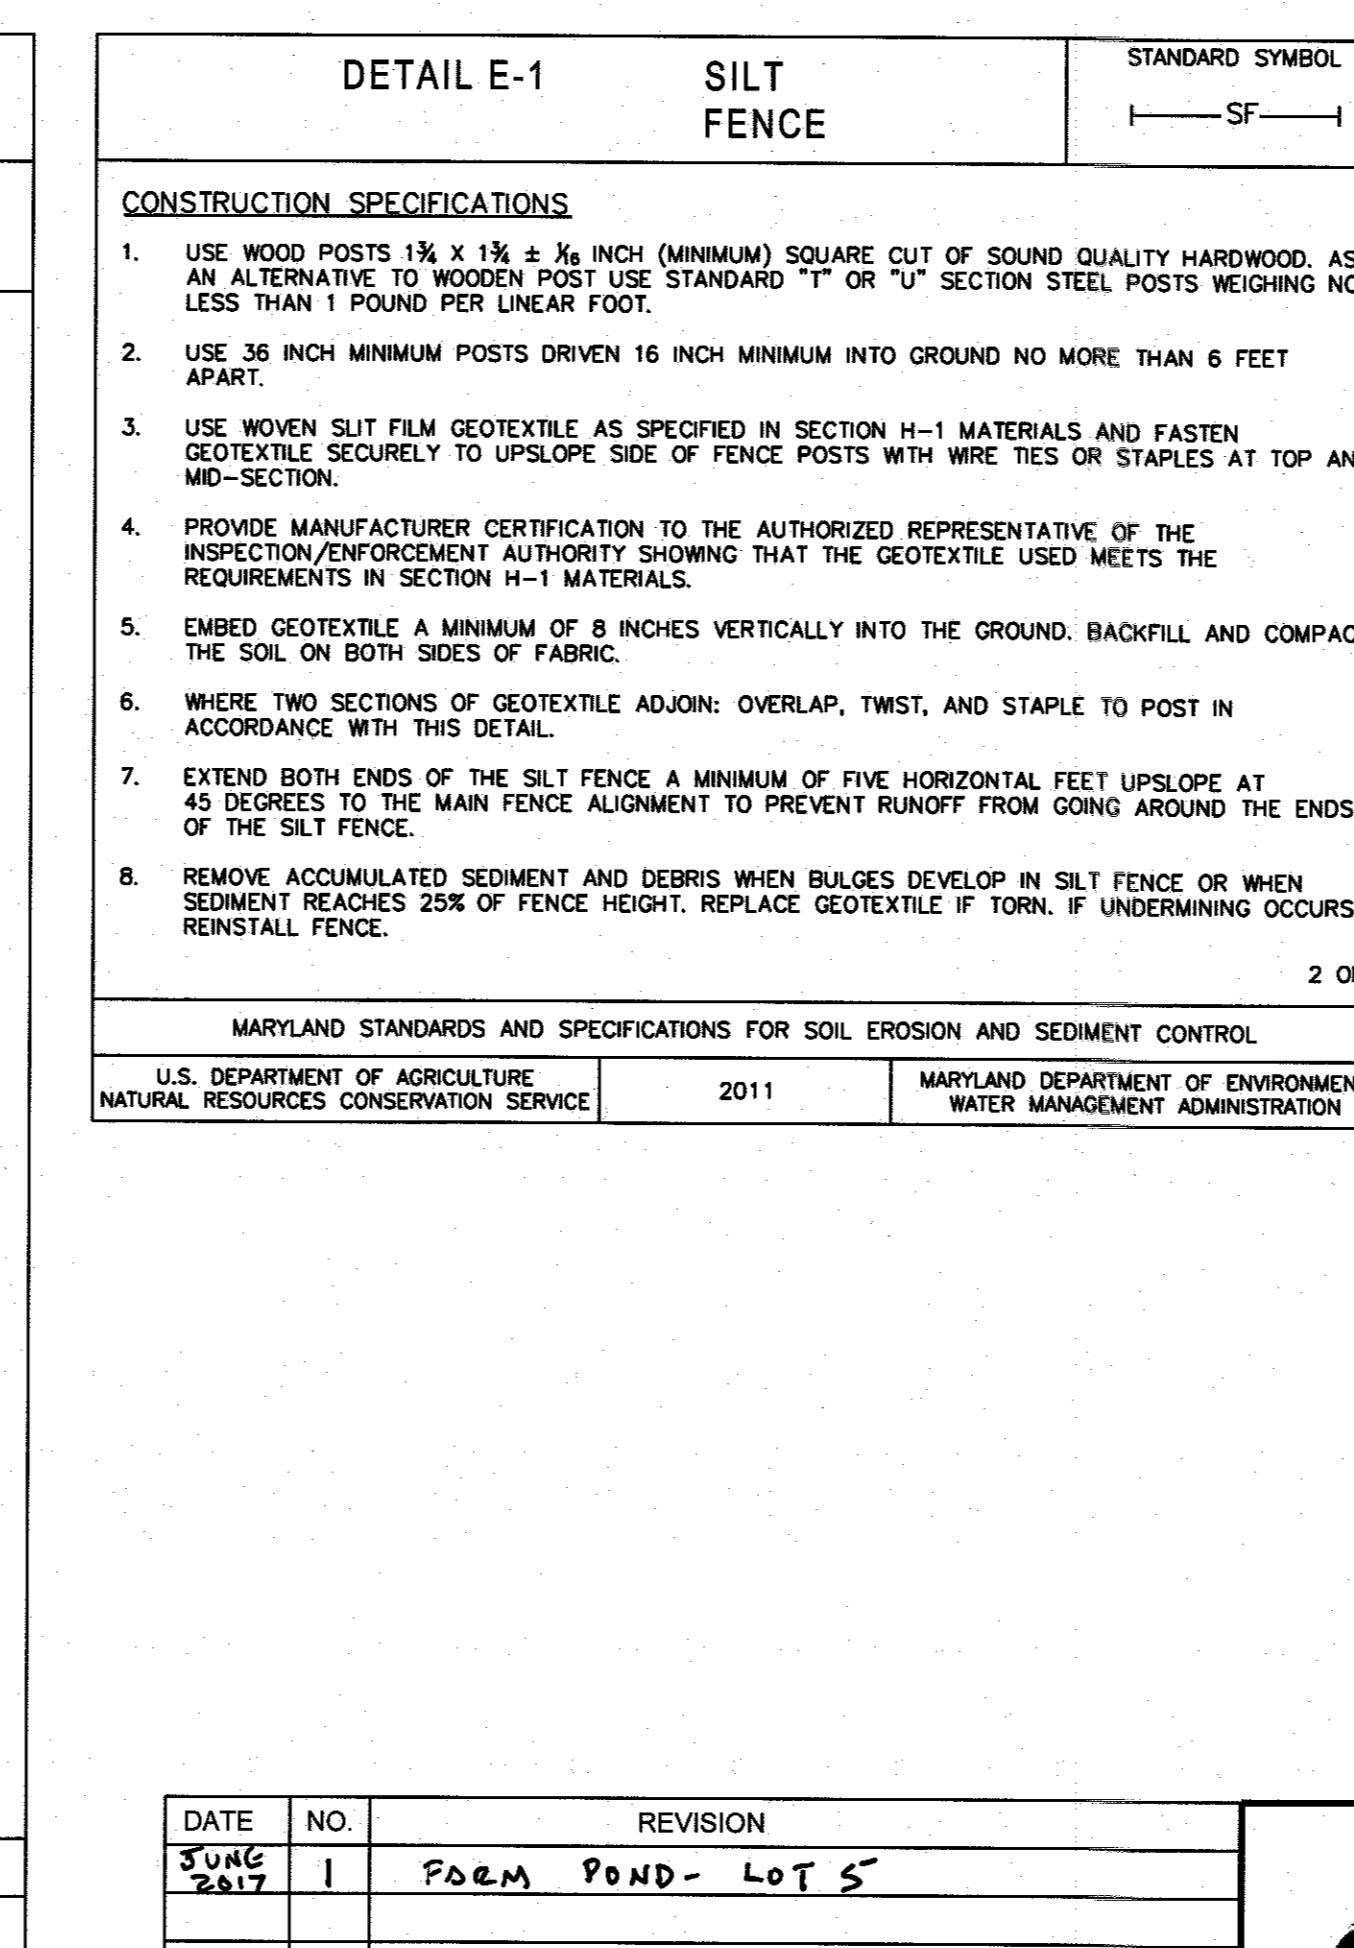 DETAIL E-1 SILT
FENCE
STANDARD SYMBOL
SF
CONSTRUCTION SPECIFICATIONS
1. USE WOOD POSTS 1¾ X 1¾ ± 1/16 INCH (MINIMUM) SQUARE CUT OF SOUND QUALITY HARDWOOD. AS
AN ALTERNATIVE TO WOODEN POST USE STANDARD "T" OR "U" SECTION STEEL POSTS WEIGHING NO
LESS THAN 1 POUND PER LINEAR FOOT.
2. USE 36 INCH MINIMUM POSTS DRIVEN 16 INCH MINIMUM INTO GROUND NO MORE THAN 6 FEET
APART.
3. USE WOVEN SLIT FILM GEOTEXTILE AS SPECIFIED IN SECTION H-1 MATERIALS AND FASTEN
GEOTEXTILE SECURELY TO UPSLOPE SIDE OF FENCE POSTS WITH WIRE TIES OR STAPLES AT TOP AN
MID-SECTION.
4. PROVIDE MANUFACTURER CERTIFICATION TO THE AUTHORIZED REPRESENTATIVE OF THE
INSPECTION/ENFORCEMENT AUTHORITY SHOWING THAT THE GEOTEXTILE USED MEETS THE
REQUIREMENTS IN SECTION H-1 MATERIALS.
5. EMBED GEOTEXTILE A MINIMUM OF 8 INCHES VERTICALLY INTO THE GROUND. BACKFILL AND COMPAC
THE SOIL ON BOTH SIDES OF FABRIC.
6. WHERE TWO SECTIONS OF GEOTEXTILE ADJOIN: OVERLAP, TWIST, AND STAPLE TO POST IN
ACCORDANCE WITH THIS DETAIL.
7. EXTEND BOTH ENDS OF THE SILT FENCE A MINIMUM OF FIVE HORIZONTAL FEET UPSLOPE AT
45 DEGREES TO THE MAIN FENCE ALIGNMENT TO PREVENT RUNOFF FROM GOING AROUND THE ENDS
OF THE SILT FENCE.
8. REMOVE ACCUMULATED SEDIMENT AND DEBRIS WHEN BULGES DEVELOP IN SILT FENCE OR WHEN
SEDIMENT REACHES 25% OF FENCE HEIGHT. REPLACE GEOTEXTILE IF TORN. IF UNDERMINING OCCURS
REINSTALL FENCE.
2 O
MARYLAND STANDARDS AND SPECIFICATIONS FOR SOIL EROSION AND SEDIMENT CONTROL
U.S. DEPARTMENT OF AGRICULTURE
NATURAL RESOURCES CONSERVATION SERVICE
2011
MARYLAND DEPARTMENT OF ENVIRONMEN
WATER MANAGEMENT ADMINISTRATION
DATE NO. REVISION
JUNE
2017
1 FARM POND - LOT 5